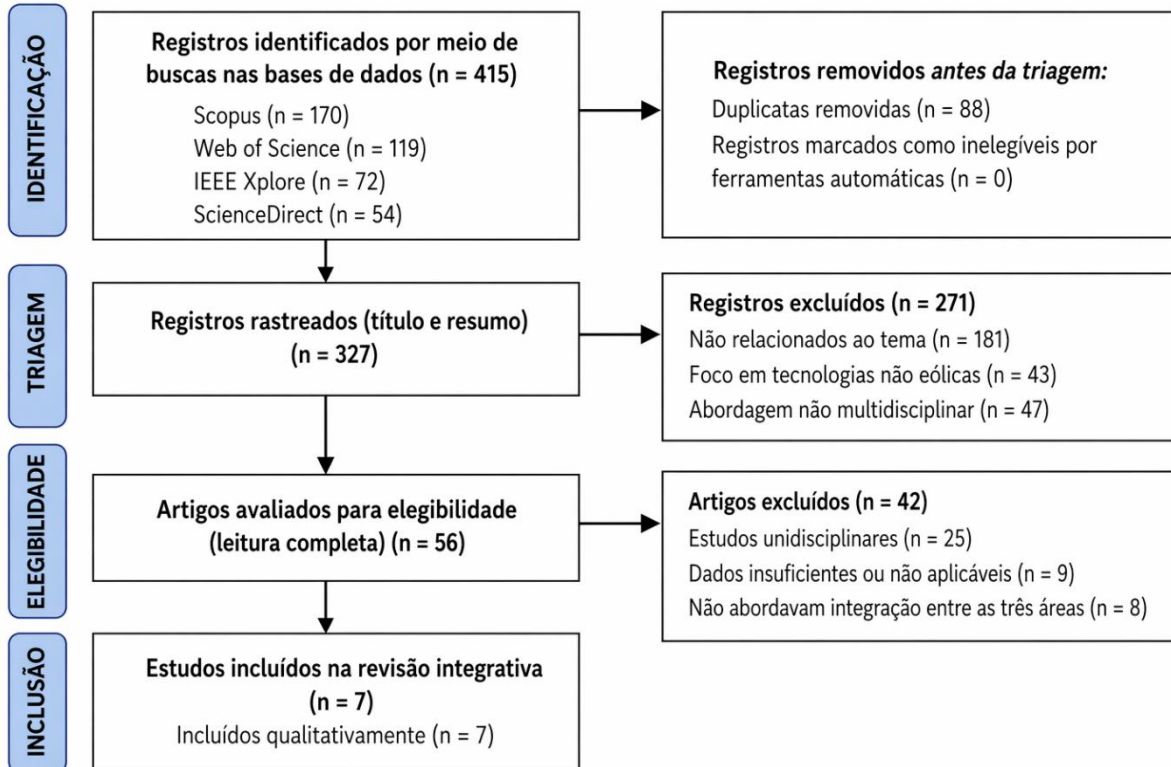 IDENTIFICAÇÃO
Registros identificados por meio de
buscas nas bases de dados (n = 415)
Scopus (n = 170)
Web of Science (n = 119)
IEEE Xplore (n = 72)
ScienceDirect (n = 54)
Registros removidos antes da triagem:
Duplicatas removidas (n = 88)
Registros marcados como inelegíveis por
ferramentas automáticas (n = 0)
TRIAGEM
Registros rastreados (título e resumo)
(n = 327)
Registros excluídos (n = 271)
Não relacionados ao tema (n = 181)
Foco em tecnologias não eólicas (n = 43)
Abordagem não multidisciplinar (n = 47)
ELEGIBILIDADE
Artigos avaliados para elegibilidade
(leitura completa) (n = 56)
Artigos excluídos (n = 42)
Estudos unidisciplinares (n = 25)
Dados insuficientes ou não aplicáveis (n = 9)
Não abordavam integração entre as três áreas (n = 8)
INCLUSÃO
Estudos incluídos na revisão integrativa
(n = 7)
Incluídos qualitativamente (n = 7)